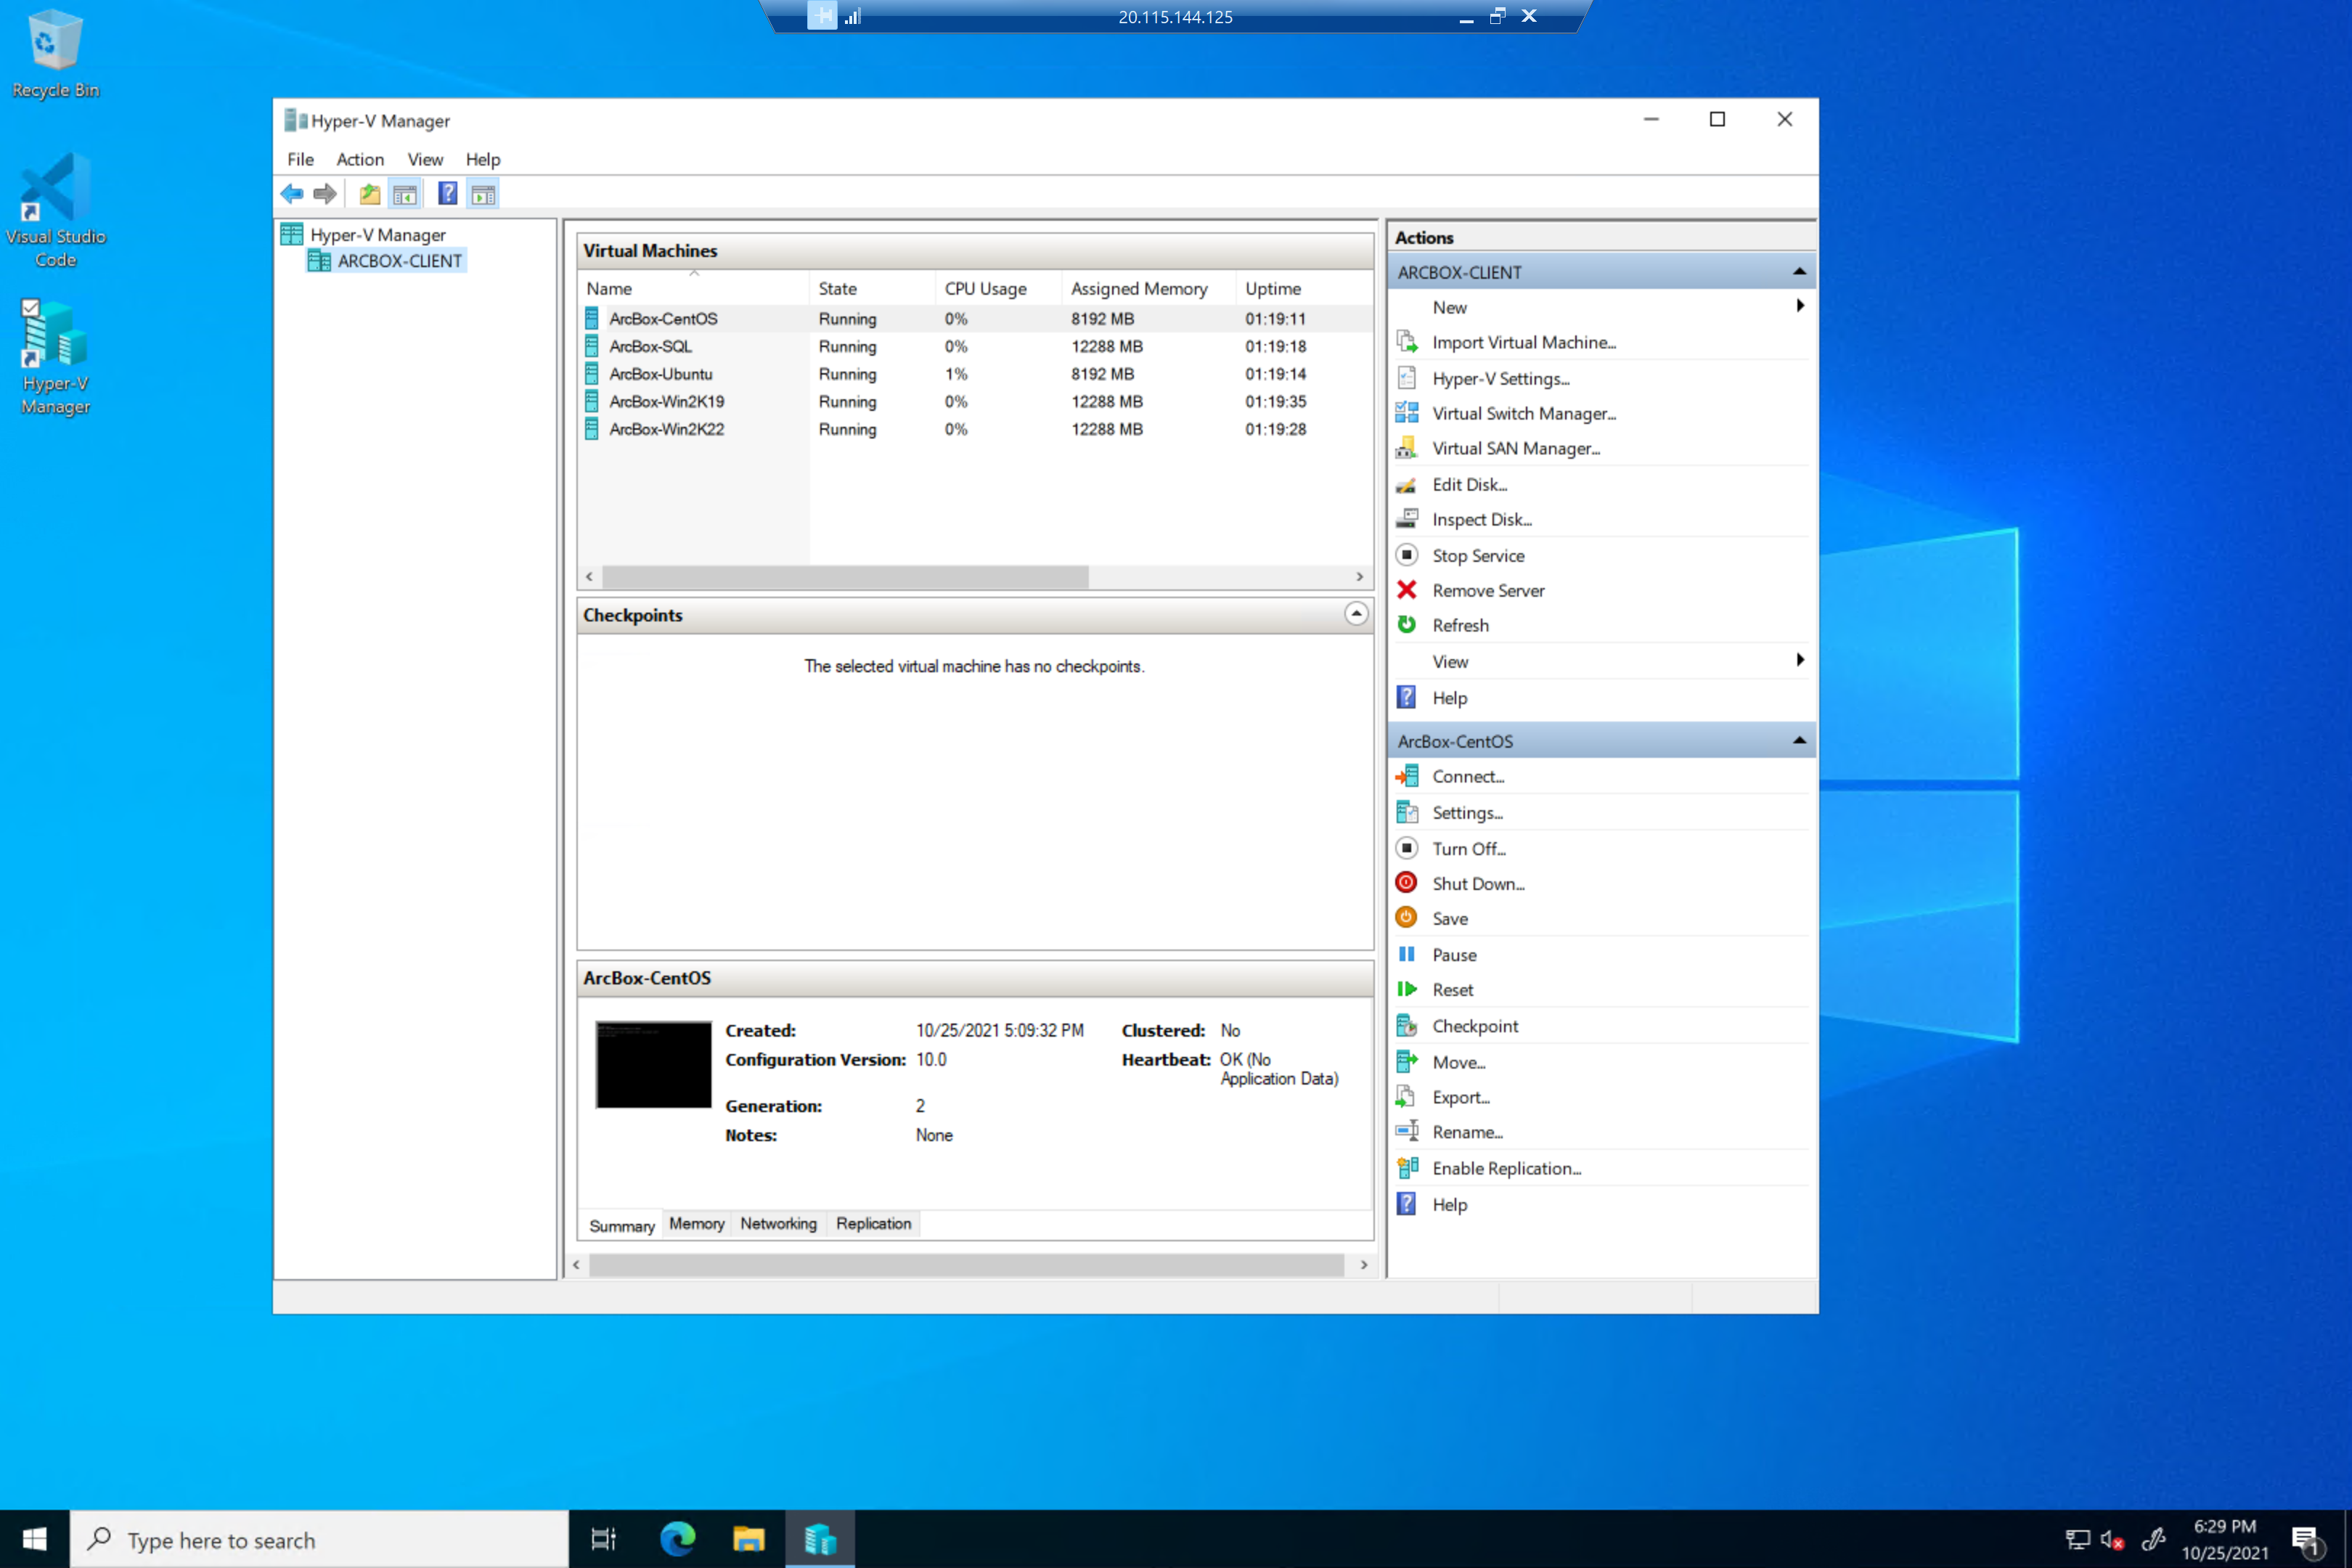 20.115.144.125
Recycle Bin
Visual Studio
Code
Hyper-V
Manager
Hyper-V Manager
File Action View Help
Hyper-V Manager
ARCBOX-CLIENT
Virtual Machines
Name State CPU Usage Assigned Memory Uptime
ArcBox-CentOS Running 0% 8192 MB 01:19:11
ArcBox-SQL Running 0% 12288 MB 01:19:18
ArcBox-Ubuntu Running 1% 8192 MB 01:19:14
ArcBox-Win2K19 Running 0% 12288 MB 01:19:35
ArcBox-Win2K22 Running 0% 12288 MB 01:19:28
Checkpoints
The selected virtual machine has no checkpoints.
ArcBox-CentOS
Created: 10/25/2021 5:09:32 PM Clustered: No
Configuration Version: 10.0 Heartbeat: OK (No
Application Data)
Generation: 2
Notes: None
Summary Memory Networking Replication
Actions
ARCBOX-CLIENT
New
Import Virtual Machine...
Hyper-V Settings...
Virtual Switch Manager...
Virtual SAN Manager...
Edit Disk...
Inspect Disk...
Stop Service
Remove Server
Refresh
View
Help
ArcBox-CentOS
Connect...
Settings...
Turn Off...
Shut Down...
Save
Pause
Reset
Checkpoint
Move...
Export...
Rename...
Enable Replication...
Help
Type here to search
6:29 PM
10/25/2021
1